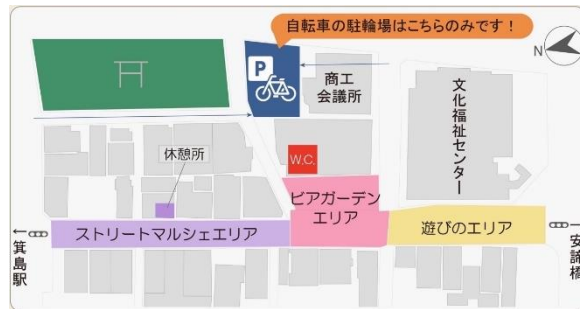 自転車の駐輪場はこちらのみです！
N
P
商工
会議所
文化福祉センター
休憩所
W.C.
ビアガーデン
エリア
ストリートマルシェエリア
遊びのエリア
←箕島駅
→安諦橋